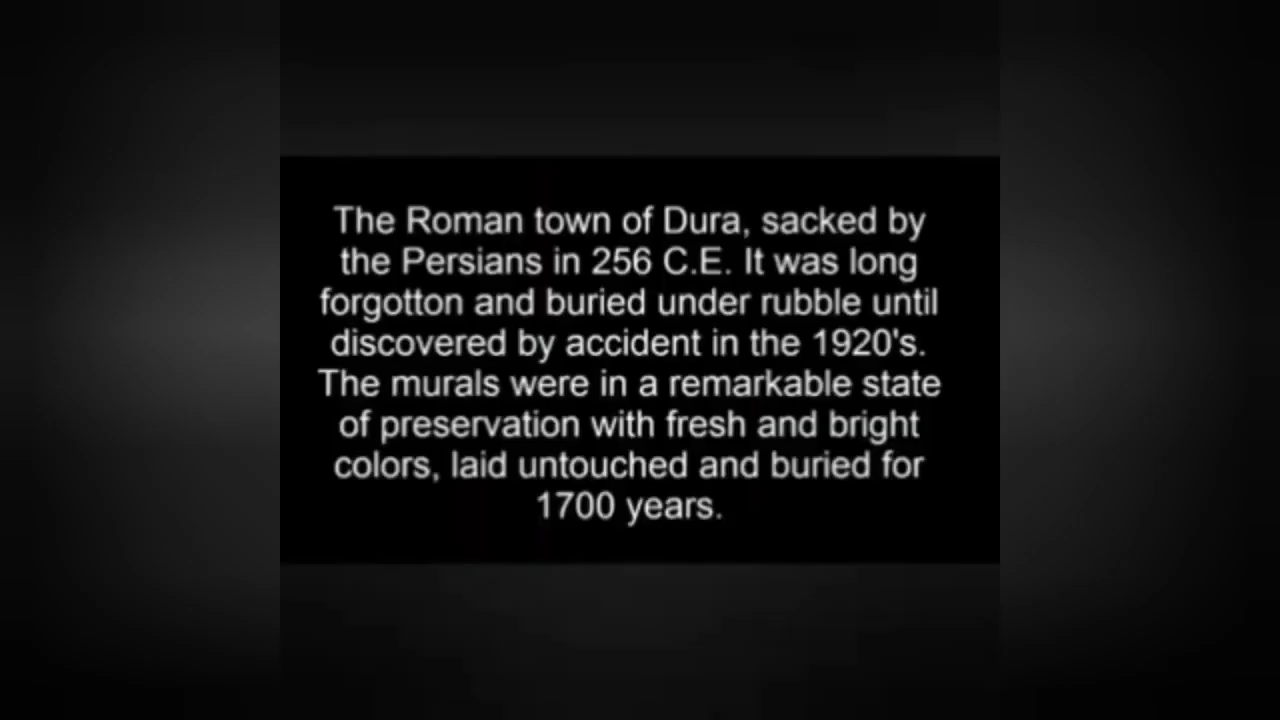 The Roman town of Dura, sacked by
the Persians in 256 C.E. It was long
forgotton and buried under rubble until
discovered by accident in the 1920's.
The murals were in a remarkable state
of preservation with fresh and bright
colors, laid untouched and buried for
1700 years.